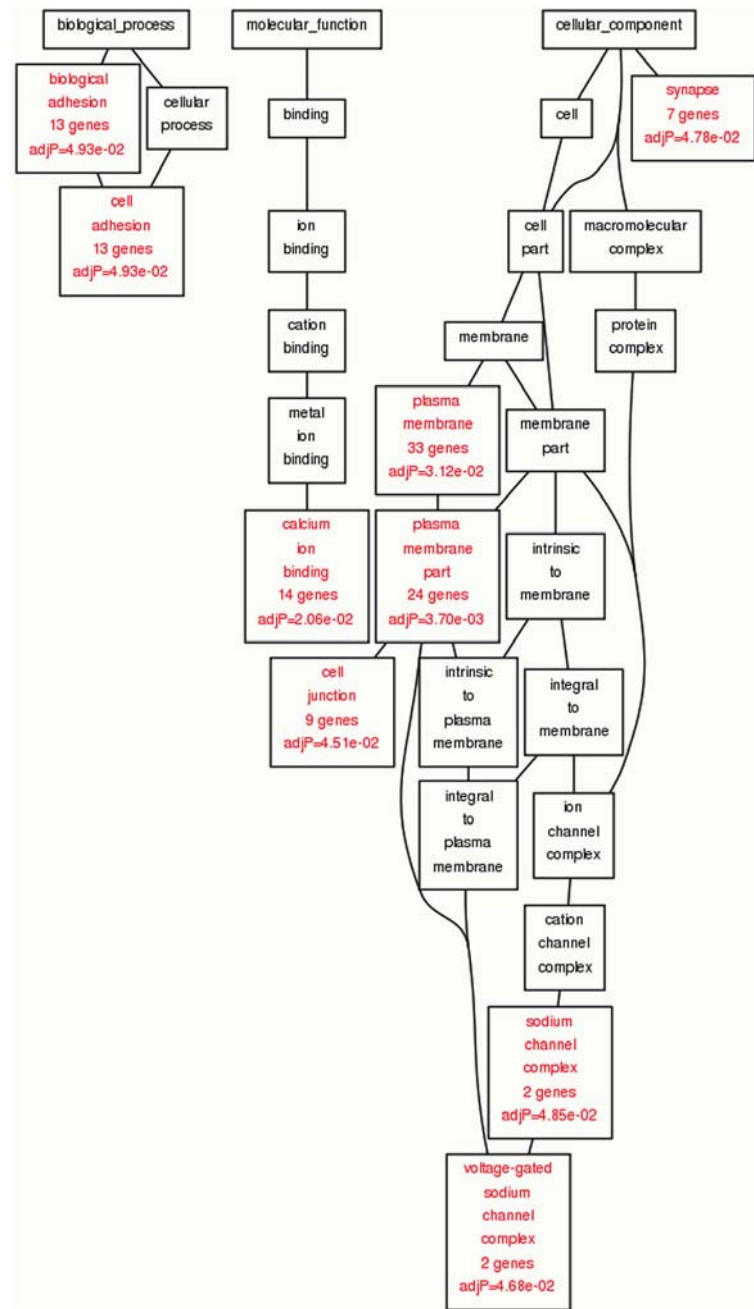 biological_process
molecular_function
cellular_component
biological
adhesion
13 genes
adjP=4.93e-02
cellular
process
binding
cell
synapse
7 genes
adjP=4.78e-02
cell
adhesion
13 genes
adjP=4.93e-02
ion
binding
cell
part
macromolecular
complex
cation
binding
membrane
protein
complex
metal
ion
binding
plasma
membrane
33 genes
adjP=3.12e-02
membrane
part
calcium
ion
binding
14 genes
adjP=2.06e-02
plasma
membrane
part
24 genes
adjP=3.70e-03
intrinsic
to
membrane
cell
junction
9 genes
adjP=4.51e-02
intrinsic
to
plasma
membrane
integral
to
membrane
integral
to
plasma
membrane
ion
channel
complex
cation
channel
complex
sodium
channel
complex
2 genes
adjP=4.85e-02
voltage-gated
sodium
channel
complex
2 genes
adjP=4.68e-02